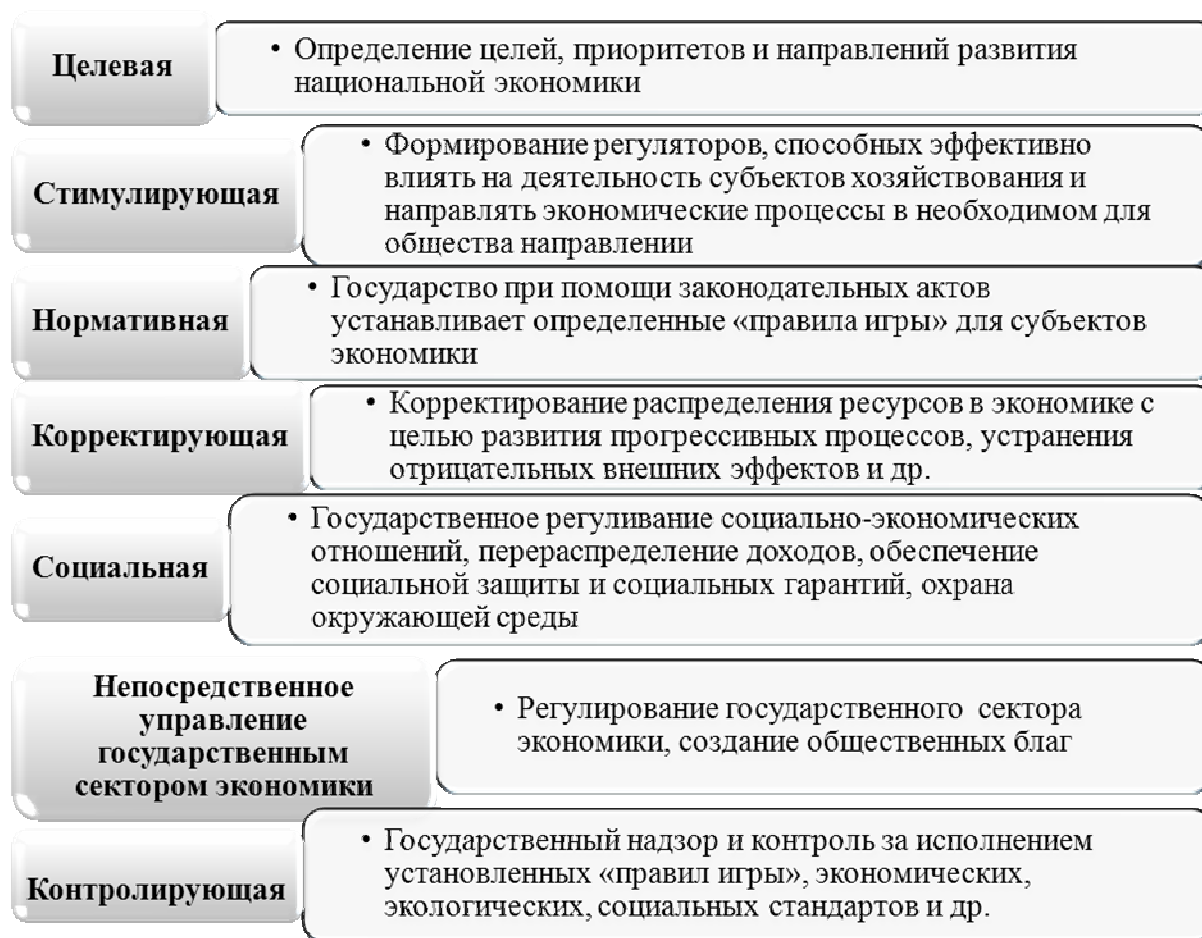 Целевая
• Определение целей, приоритетов и направлений развития
национальной экономики
Стимулирующая
• Формирование регуляторов, способных эффективно
влиять на деятельность субъектов хозяйствования и
направлять экономические процессы в необходимом для
общества направлении
Нормативная
• Государство при помощи законодательных актов
устанавливает определенные «правила игры» для субъектов
экономики
Корректирующая
• Корректирование распределения ресурсов в экономике с
целью развития прогрессивных процессов, устранения
отрицательных внешних эффектов и др.
Социальная
• Государственное регуливание социально-экономических
отношений, перераспределение доходов, обеспечение
социальной защиты и социальных гарантий, охрана
окружающей среды
Непосредственное
управление
государственным
сектором экономики
• Регулирование государственного сектора
экономики, создание общественных благ
Контролирующая
• Государственный надзор и контроль за исполнением
установленных «правил игры», экономических,
экологических, социальных стандартов и др.